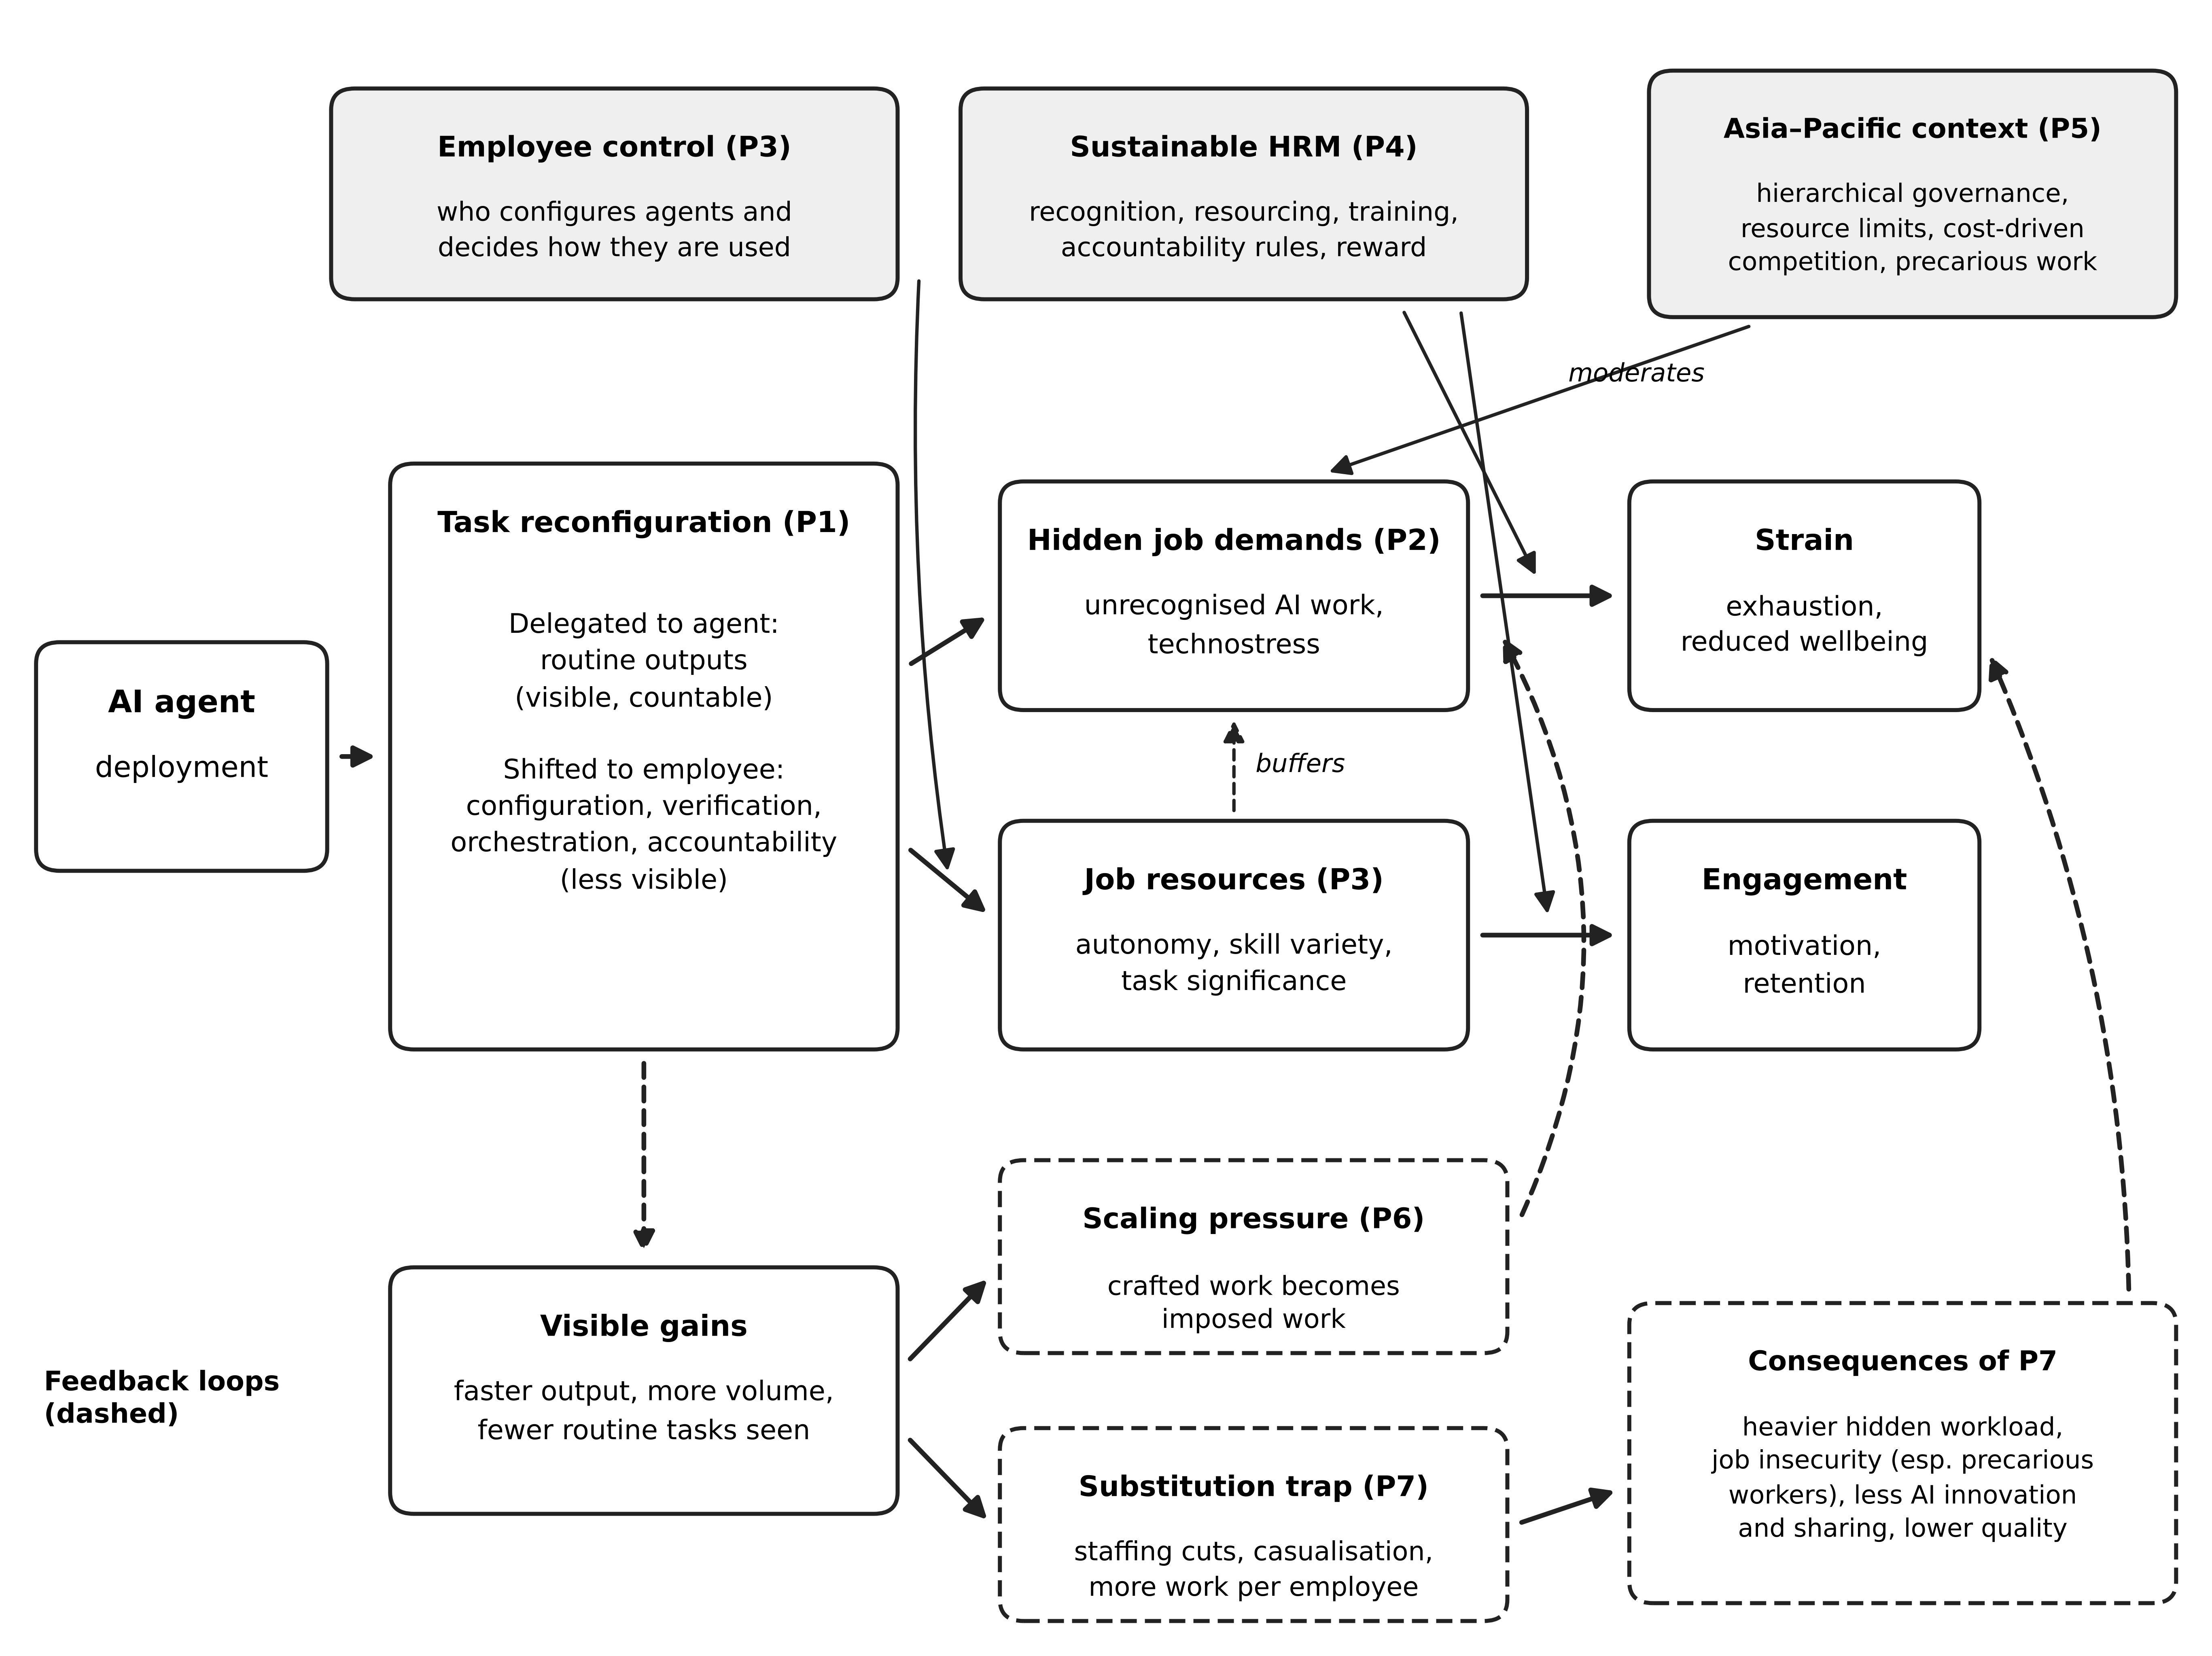 Employee control (P3)
who configures agents and
decides how they are used
Sustainable HRM (P4)
recognition, resourcing, training,
accountability rules, reward
Asia–Pacific context (P5)
hierarchical governance,
resource limits, cost-driven
competition, precarious work
moderates
AI agent
deployment
Task reconfiguration (P1)
Delegated to agent:
routine outputs
(visible, countable)
Shifted to employee:
configuration, verification,
orchestration, accountability
(less visible)
Hidden job demands (P2)
unrecognised AI work,
technostress
buffers
Job resources (P3)
autonomy, skill variety,
task significance
Strain
exhaustion,
reduced wellbeing
Engagement
motivation,
retention
Feedback loops
(dashed)
Visible gains
faster output, more volume,
fewer routine tasks seen
Scaling pressure (P6)
crafted work becomes
imposed work
Substitution trap (P7)
staffing cuts, casualisation,
more work per employee
Consequences of P7
heavier hidden workload,
job insecurity (esp. precarious
workers), less AI innovation
and sharing, lower quality